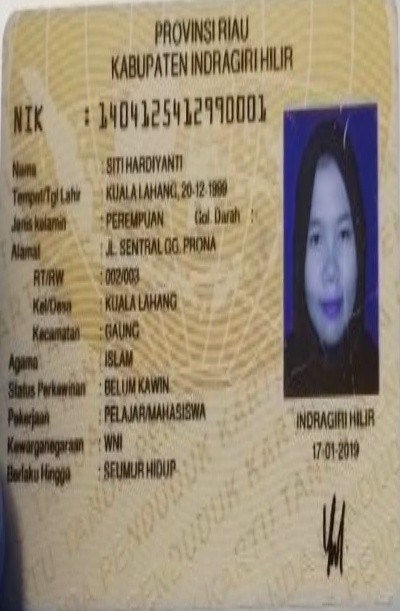 PROVINSI RIAU
KABUPATEN INDRAGIRI HILIR
NIK : 1404125412990001
Nama : SITI HARDIYANTI
Tempat/Tgl Lahir : KUALA LAHANG, 20-12-1999
Jenis kelamin : PEREMPUAN Gol. Darah :
Alamat : JL SENTRAL GG. PRONA
RT/RW : 002/003
Kel/Desa : KUALA LAHANG
Kecamatan : GAUNG
Agama : ISLAM
Status Perkawinan : BELUM KAWIN
Pekerjaan : PELAJAR/MAHASISWA
Kewarganegaraan : WNI
Berlaku Hingga : SEUMUR HIDUP
INDRAGIRI HILIR
17-01-2019